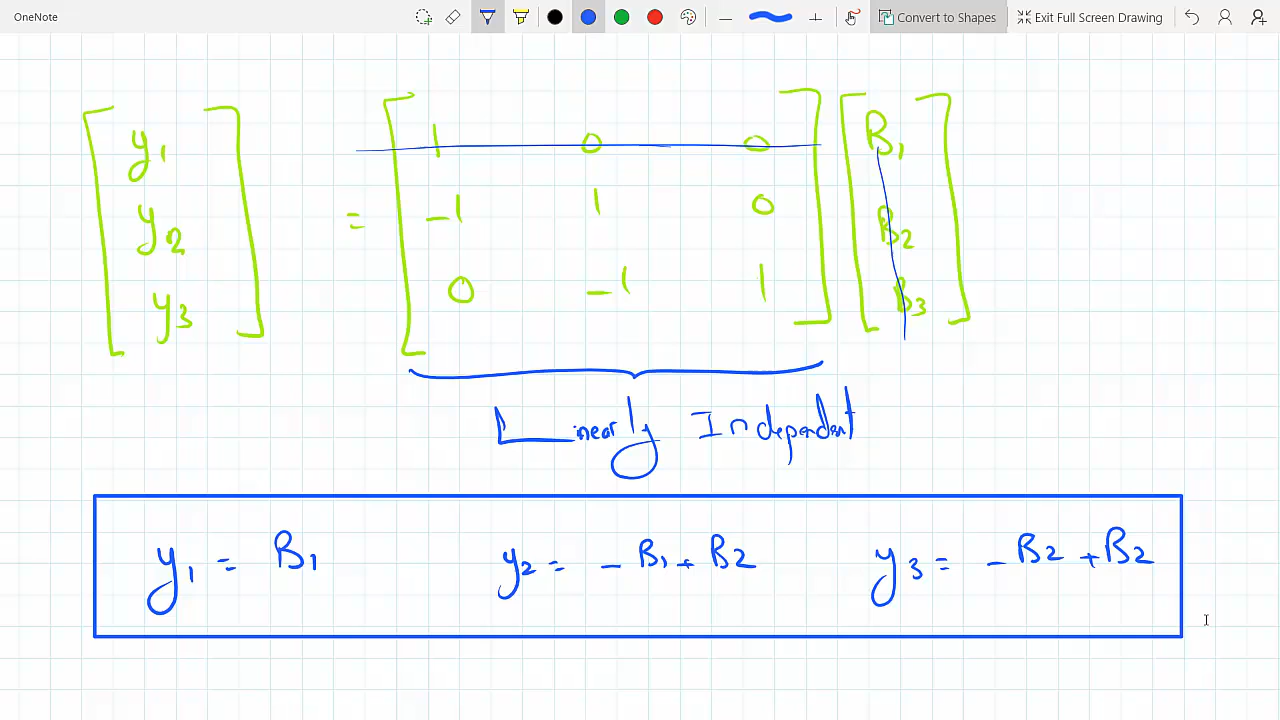 OneNote
Convert to Shapes
Exit Full Screen Drawing
y1 = 1 0 0 B1
y2 -1 1 0 B2
y3 0 -1 1 B3
Linearly Independent
y1 = B1 y2 = -B1 + B2 y3 = -B2 + B2